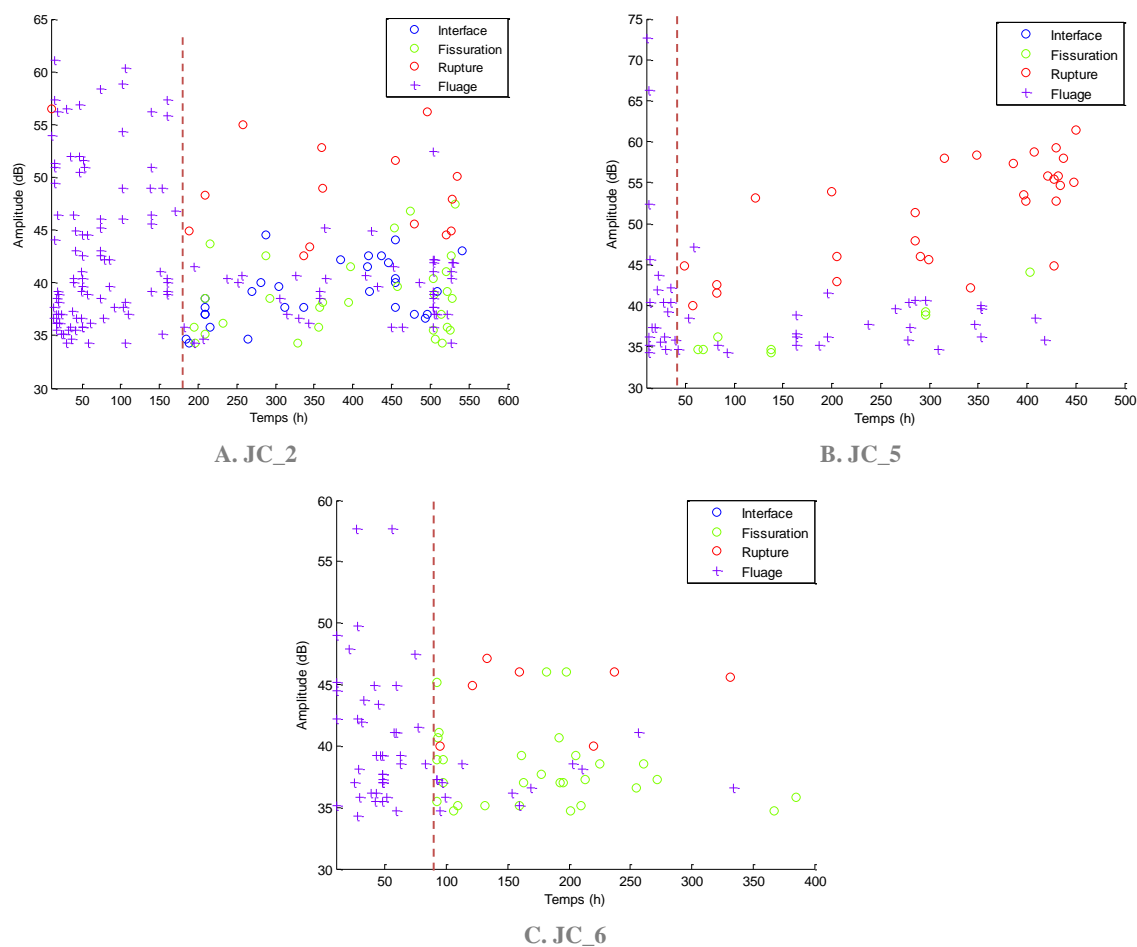 65
60
55
50
45
40
35
30
Amplitude (dB)
50 100 150 200 250 300 350 400 450 500 550 600
Temps (h)
Interface
Fissuration
Rupture
Fluage
A. JC_2
75
70
65
60
55
50
45
40
35
30
Amplitude (dB)
50 100 150 200 250 300 350 400 450 500
Temps (h)
Interface
Fissuration
Rupture
Fluage
B. JC_5
60
55
50
45
40
35
30
Amplitude (dB)
50 100 150 200 250 300 350 400
Temps (h)
Interface
Fissuration
Rupture
Fluage
C. JC_6